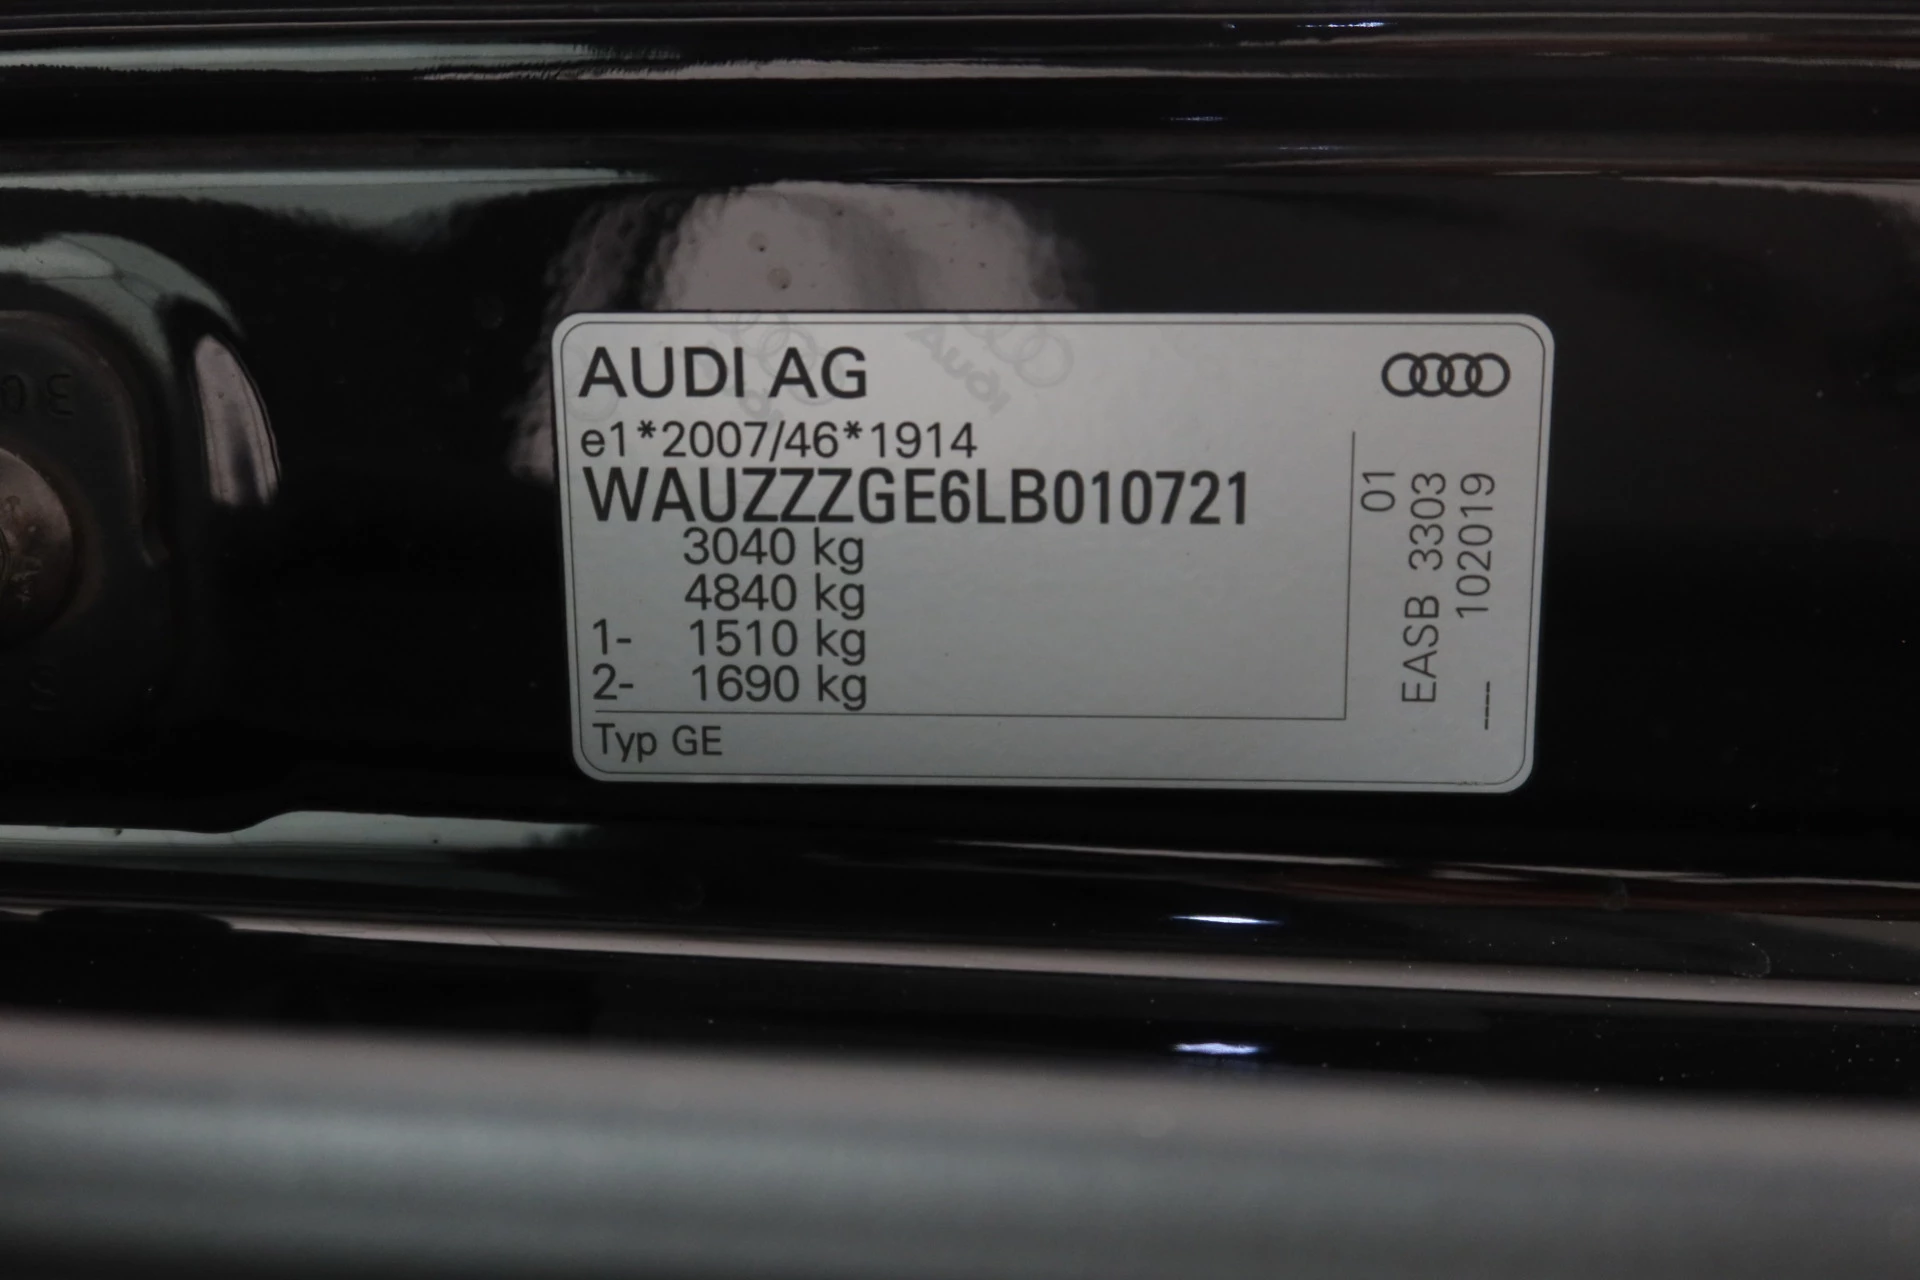 AUDI AG
e1*2007/46*1914
WAUZZZGE6LB010721
3040 kg
4840 kg
1- 1510 kg
2- 1690 kg
Typ GE
01
EASB 3303
---- 102019